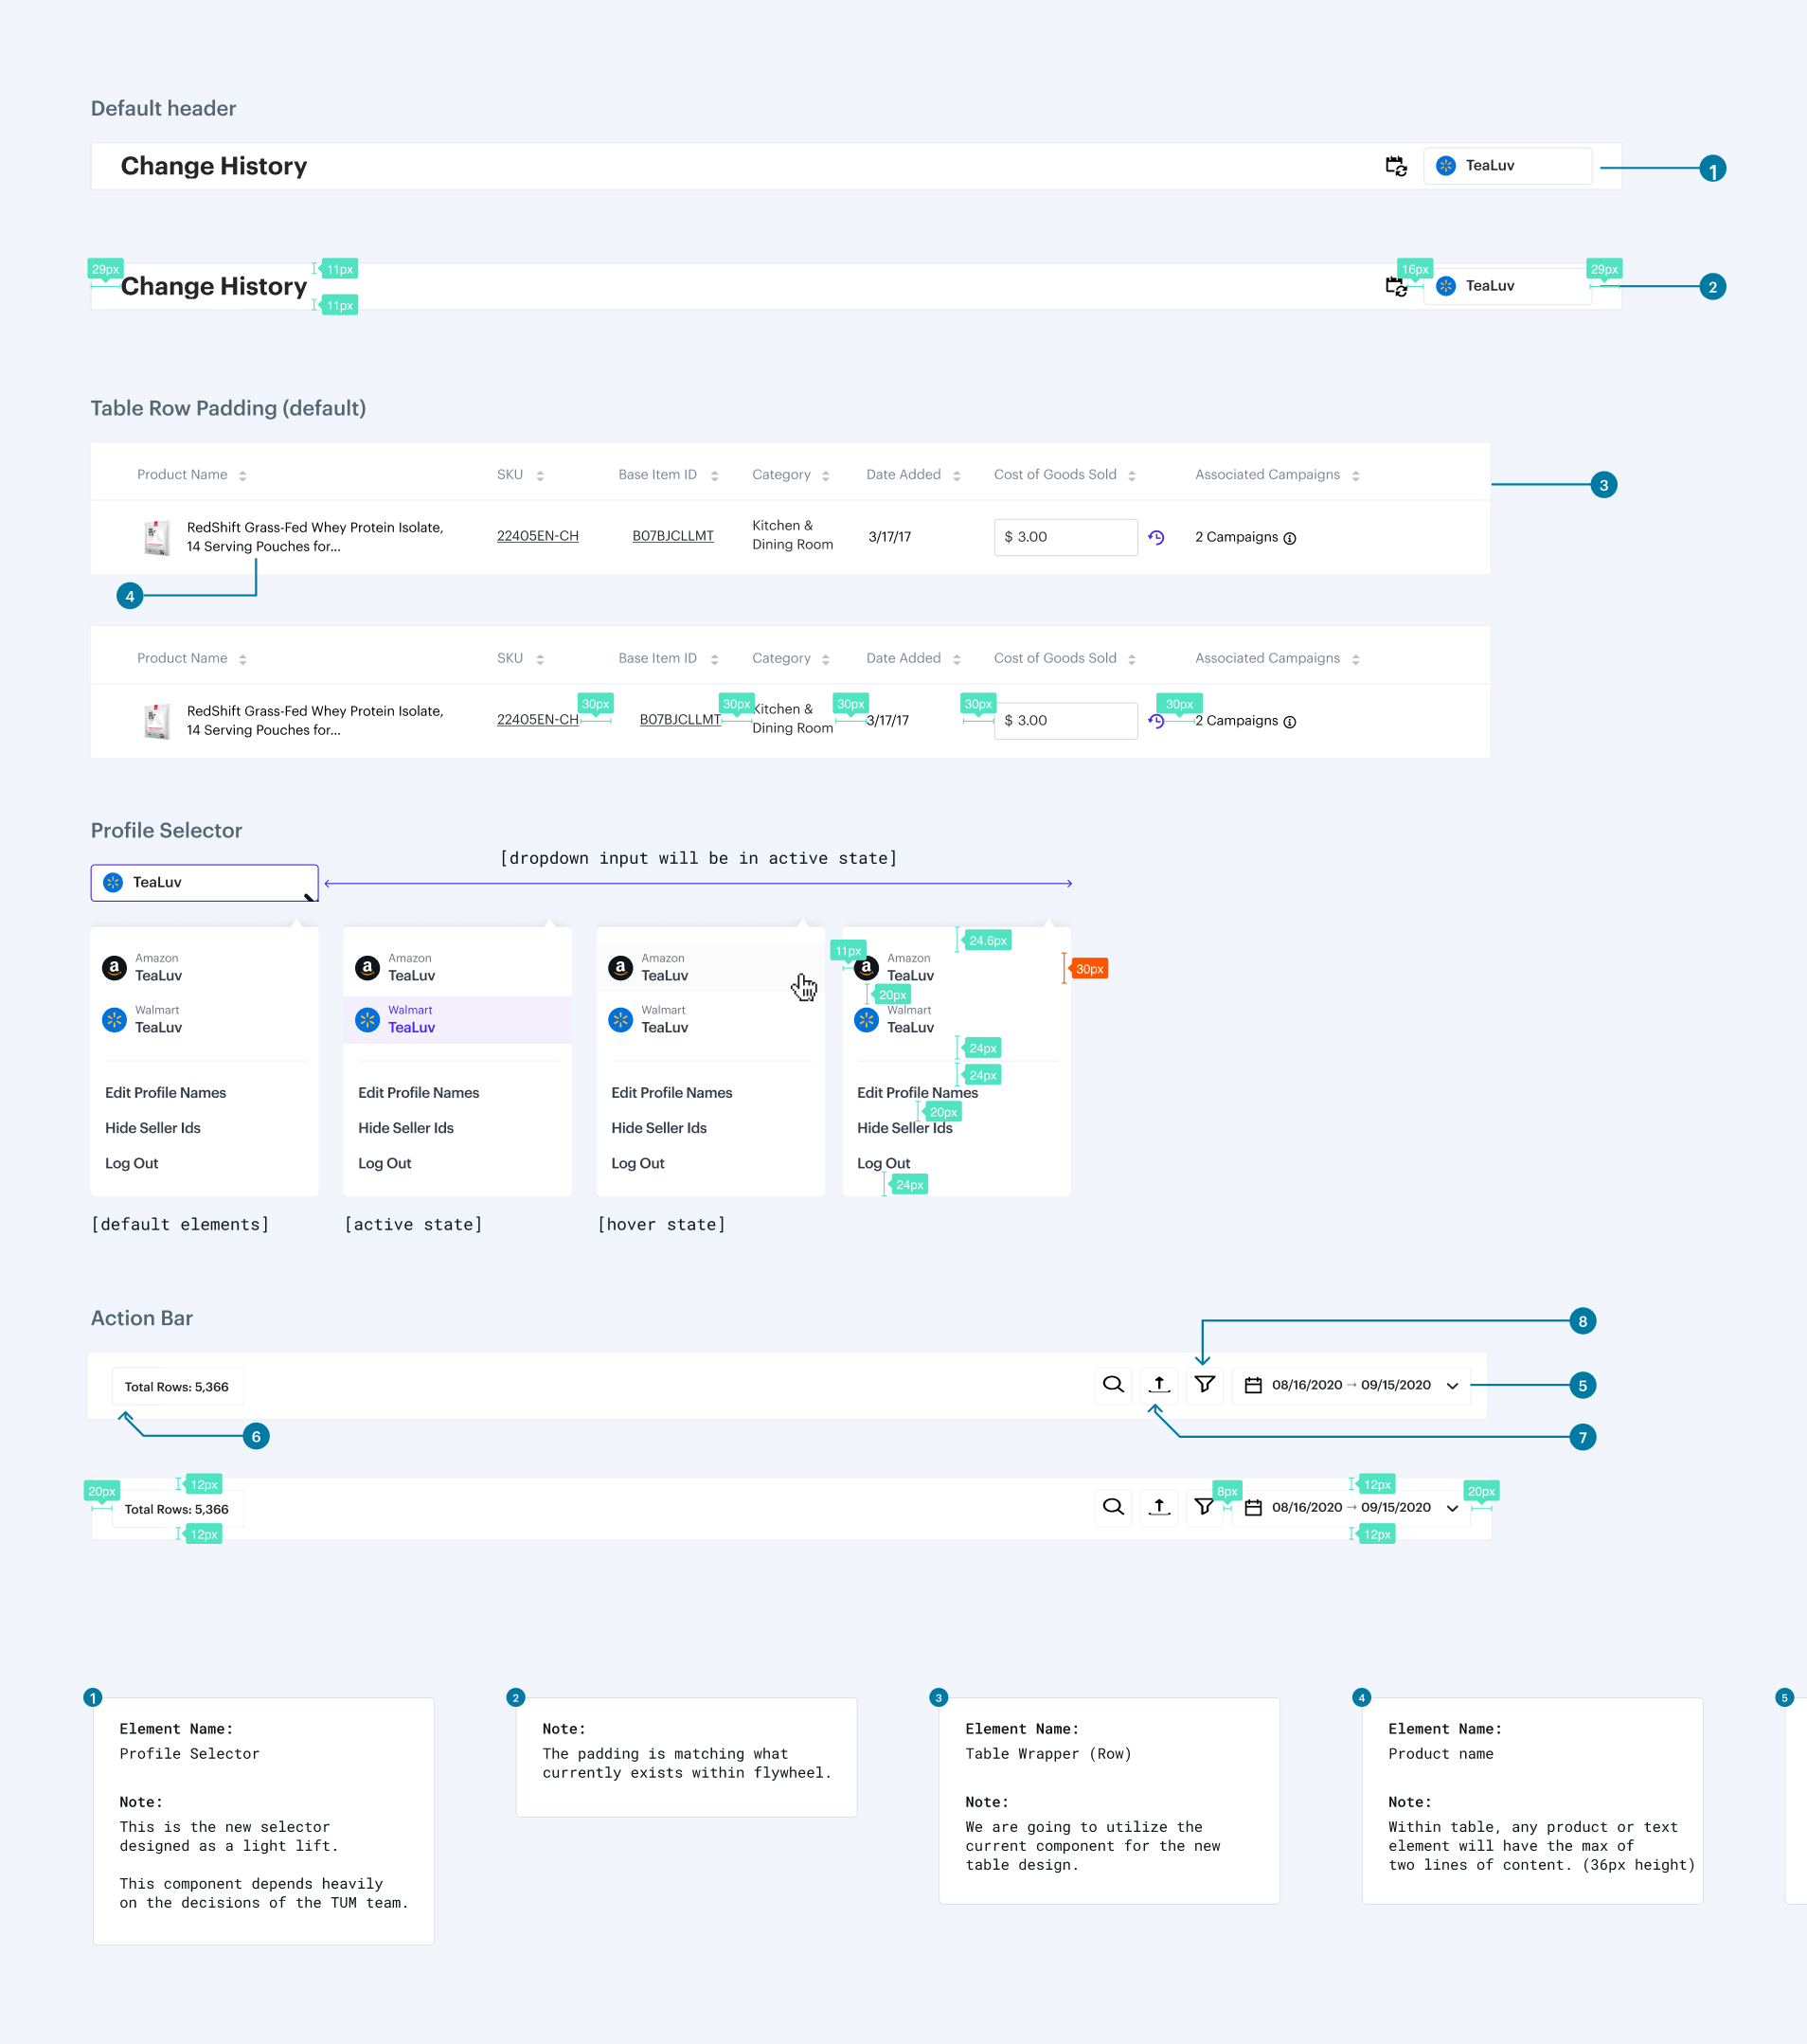 Default header
Change History
TeaLuv
1
29px
11px
Change History
11px
16px
29px
TeaLuv
2
Table Row Padding (default)
Product Name
SKU
Base Item ID
Category
Date Added
Cost of Goods Sold
Associated Campaigns
3
RedShift Grass-Fed Whey Protein Isolate,
14 Serving Pouches for...
22405EN-CH
B07BJCLLMT
Kitchen &
Dining Room
3/17/17
$ 3.00
2 Campaigns
4
Product Name
SKU
Base Item ID
Category
Date Added
Cost of Goods Sold
Associated Campaigns
RedShift Grass-Fed Whey Protein Isolate,
14 Serving Pouches for...
22405EN-CH
30px
B07BJCLLMT
30px
Kitchen &
Dining Room
30px
3/17/17
30px
$ 3.00
30px
2 Campaigns
Profile Selector
[dropdown input will be in active state]
TeaLuv
Amazon
TeaLuv
Walmart
TeaLuv
Edit Profile Names
Hide Seller Ids
Log Out
[default elements]
Amazon
TeaLuv
Walmart
TeaLuv
Edit Profile Names
Hide Seller Ids
Log Out
[active state]
Amazon
TeaLuv
Walmart
TeaLuv
Edit Profile Names
Hide Seller Ids
Log Out
[hover state]
24.6px
11px
Amazon
TeaLuv
30px
20px
Walmart
TeaLuv
24px
24px
Edit Profile Names
20px
Hide Seller Ids
Log Out
24px
Action Bar
8
Total Rows: 5,366
08/16/2020 → 09/15/2020
5
6
7
20px
12px
Total Rows: 5,366
12px
8px
12px
08/16/2020 → 09/15/2020
12px
20px
1
Element Name:
Profile Selector
Note:
This is the new selector
designed as a light lift.
This component depends heavily
on the decisions of the TUM team.
2
Note:
The padding is matching what
currently exists within flywheel.
3
Element Name:
Table Wrapper (Row)
Note:
We are going to utilize the
current component for the new
table design.
4
Element Name:
Product name
Note:
Within table, any product or text
element will have the max of
two lines of content. (36px height)
5